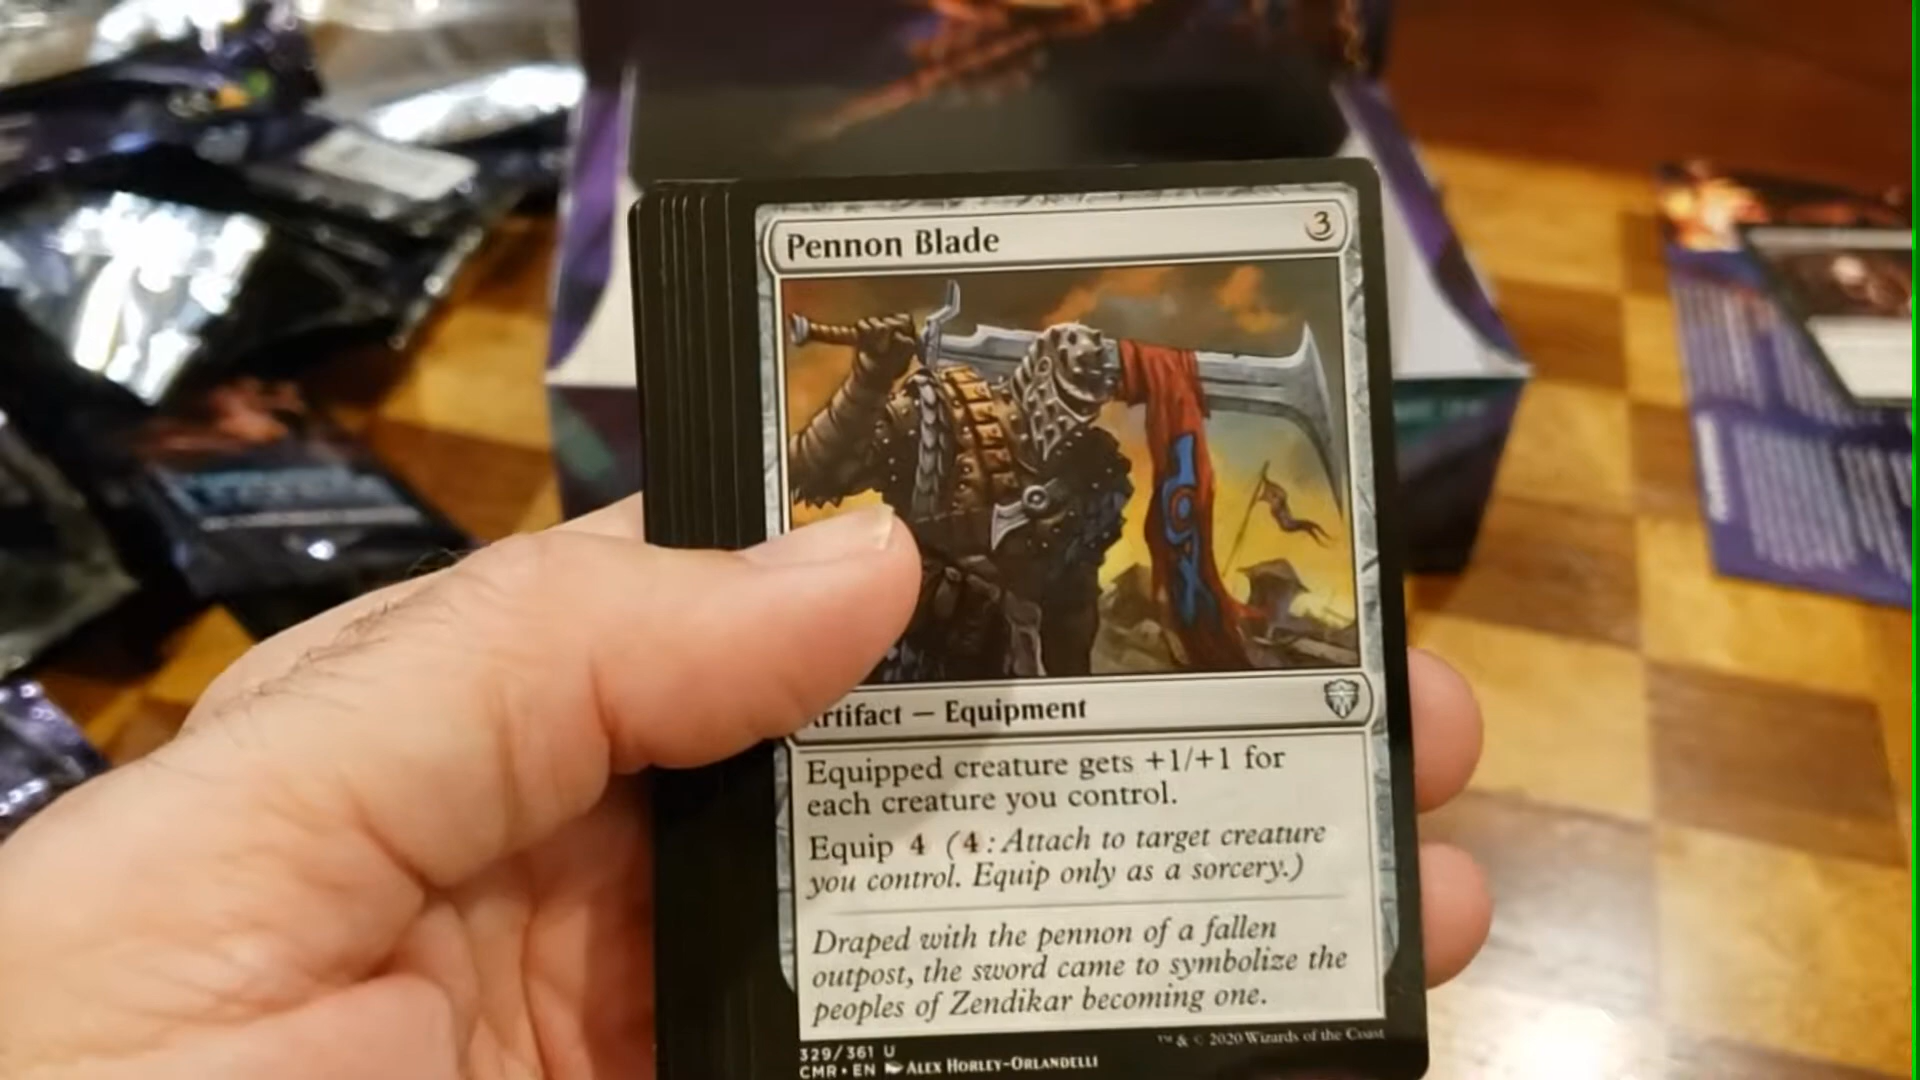 Pennon Blade
3
rtifact — Equipment
Equipped creature gets +1/+1 for
each creature you control.
Equip 4 (4: Attach to target creature
you control. Equip only as a sorcery.)
Draped with the pennon of a fallen
outpost, the sword came to symbolize the
peoples of Zendikar becoming one.
™ & © 2020 Wizards of the Coast
329/361 U
CMR • EN ALEX HORLEY-ORLANDELLI